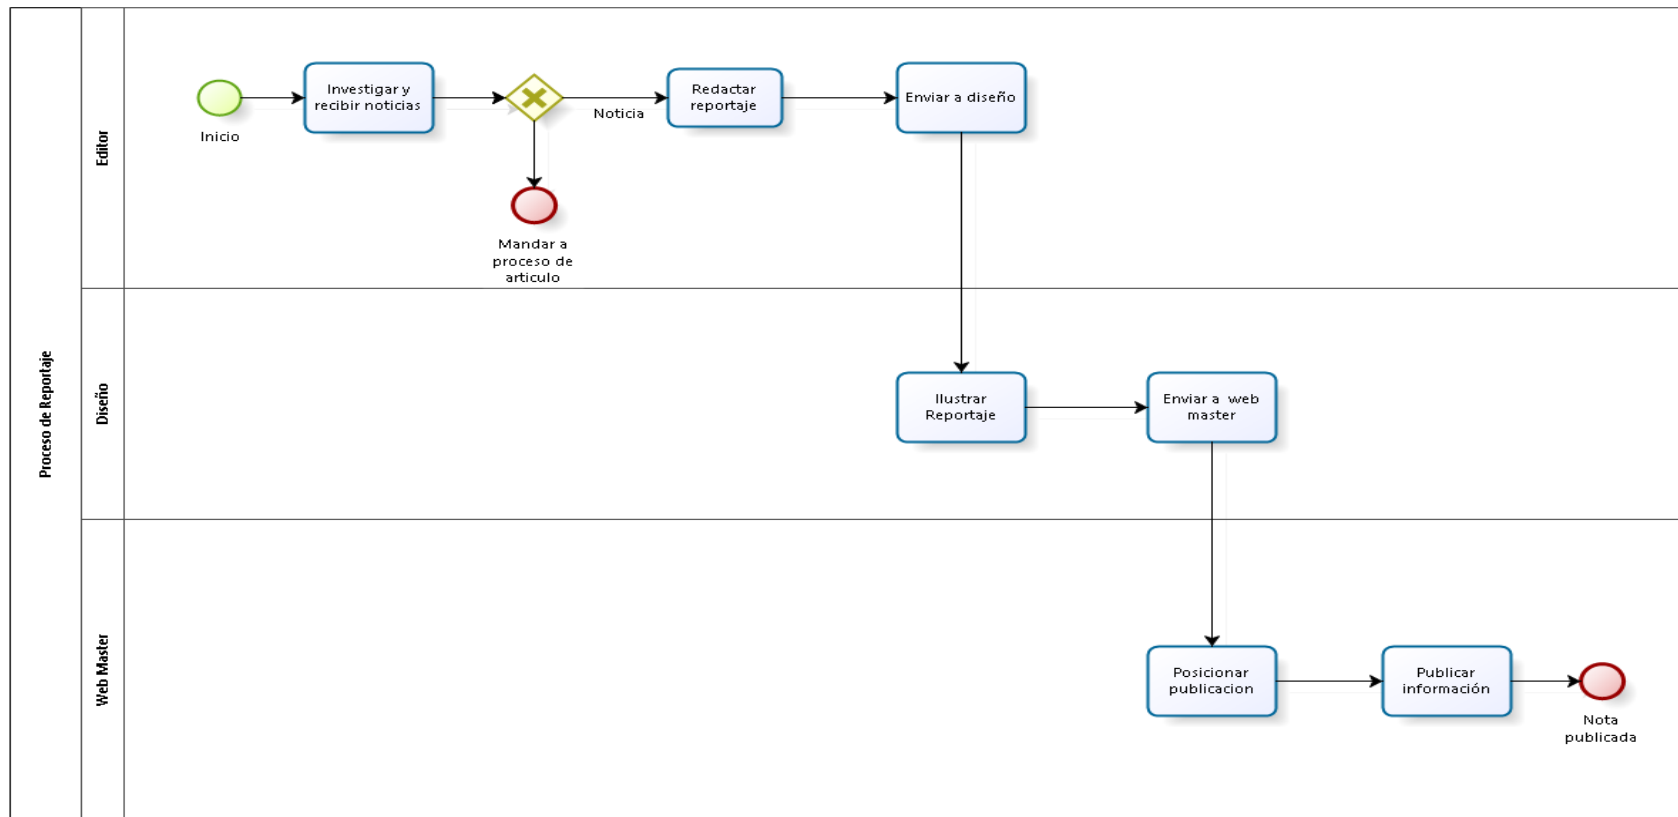 Proceso de Reportaje
Editor
Inicio
Investigar y
recibir noticias
Noticia
Redactar
reportaje
Enviar a diseño
Mandar a
proceso de
articulo
Diseño
Ilustrar
Reportaje
Enviar a web
master
Web Master
Posicionar
publicacion
Publicar
información
Nota
publicada